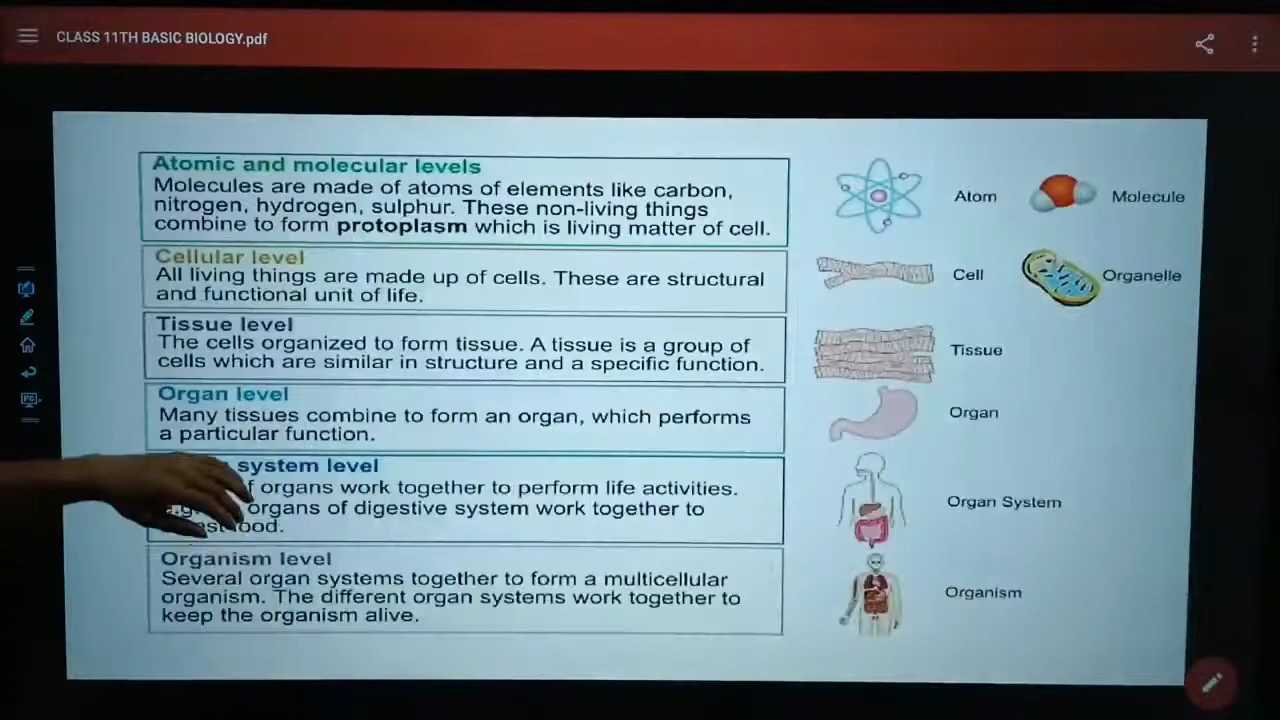 CLASS 11TH BASIC BIOLOGY.pdf
Atomic and molecular levels
Molecules are made of atoms of elements like carbon,
nitrogen, hydrogen, sulphur. These non-living things
combine to form protoplasm which is living matter of cell.
Atom
Molecule
Cellular level
All living things are made up of cells. These are structural
and functional unit of life.
Cell
Organelle
Tissue level
The cells organized to form tissue. A tissue is a group of
cells which are similar in structure and a specific function.
Tissue
Organ level
Many tissues combine to form an organ, which performs
a particular function.
Organ
system level
organs work together to perform life activities.
organs of digestive system work together to
Organ System
Organism level
Several organ systems together to form a multicellular
organism. The different organ systems work together to
keep the organism alive.
Organism